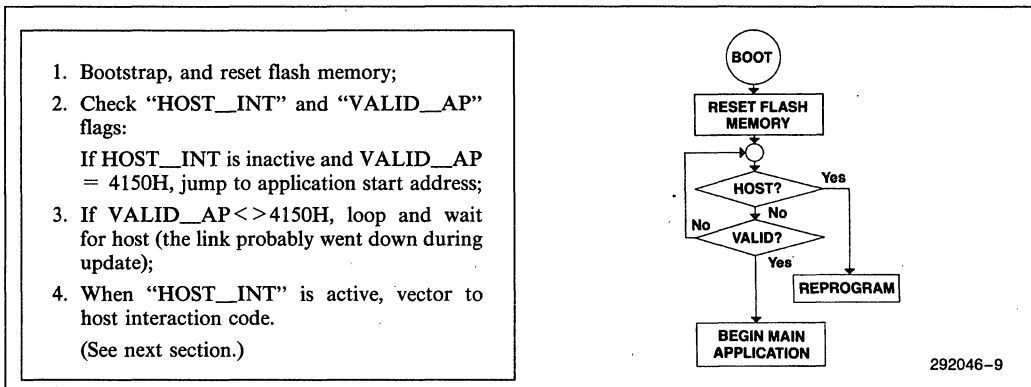 1. Bootstrap, and reset flash memory;
2. Check “HOST__INT” and “VALID__AP”
flags:
If HOST__INT is inactive and VALID__AP
= 4150H, jump to application start address;
3. If VALID__AP<>4150H, loop and wait
for host (the link probably went down during
update);
4. When “HOST__INT” is active, vector to
host interaction code.
(See next section.)
BOOT
RESET FLASH
MEMORY
HOST?
Yes
No
No
VALID?
Yes
REPROGRAM
BEGIN MAIN
APPLICATION
292046–9